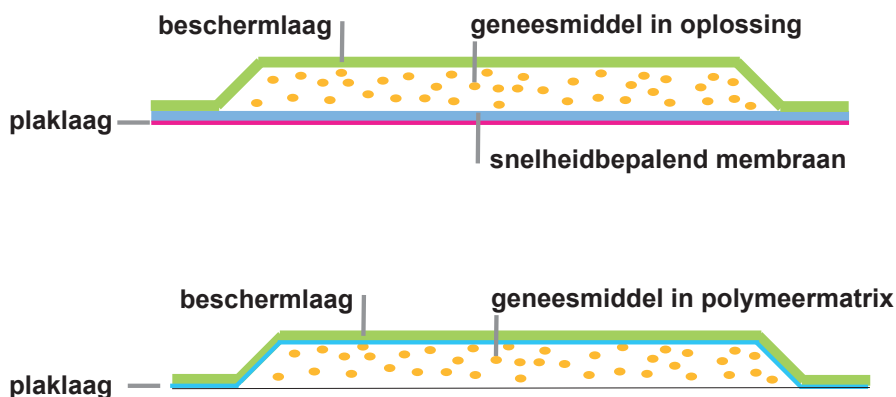 beschermlaag
geneesmiddel in oplossing
plaklaag
snelheidbepalend membraan
beschermlaag
geneesmiddel in polymeermatrix
plaklaag